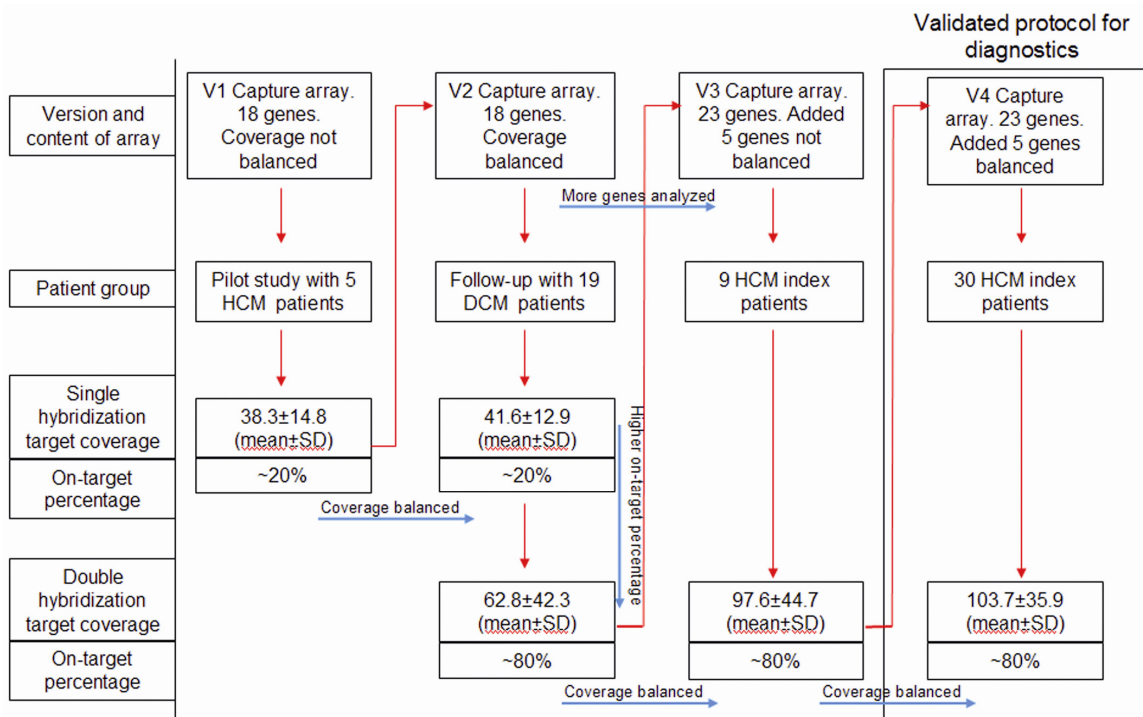 Validated protocol for
diagnostics
Version and
content of array
V1 Capture array.
18 genes.
Coverage not
balanced
V2 Capture array.
18 genes.
Coverage
balanced
V3 Capture array.
23 genes. Added
5 genes not
balanced
V4 Capture
array. 23 genes.
Added 5 genes
balanced
More genes analyzed
Patient group
Pilot study with 5
HCM patients
Follow-up with 19
DCM patients
9 HCM index
patients
30 HCM index
patients
Single
hybridization
target coverage
38.3±14.8
(mean±SD)
41.6±12.9
(mean±SD)
Higher on-target percentage
On-target
percentage
~20%
~20%
Coverage balanced
Double
hybridization
target coverage
62.8±42.3
(mean±SD)
97.6±44.7
(mean±SD)
103.7±35.9
(mean±SD)
On-target
percentage
~80%
~80%
~80%
Coverage balanced
Coverage balanced